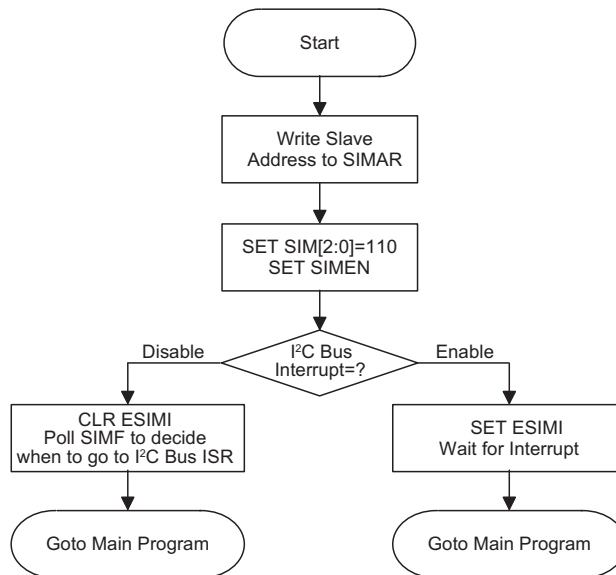 Start
Write Slave
Address to SIMAR
SET SIM[2:0]=110
SET SIMEN
Disable
I²C Bus
Interrupt=?
Enable
CLR ESIMI
Poll SIMF to decide
when to go to I²C Bus ISR
SET ESIMI
Wait for Interrupt
Goto Main Program
Goto Main Program